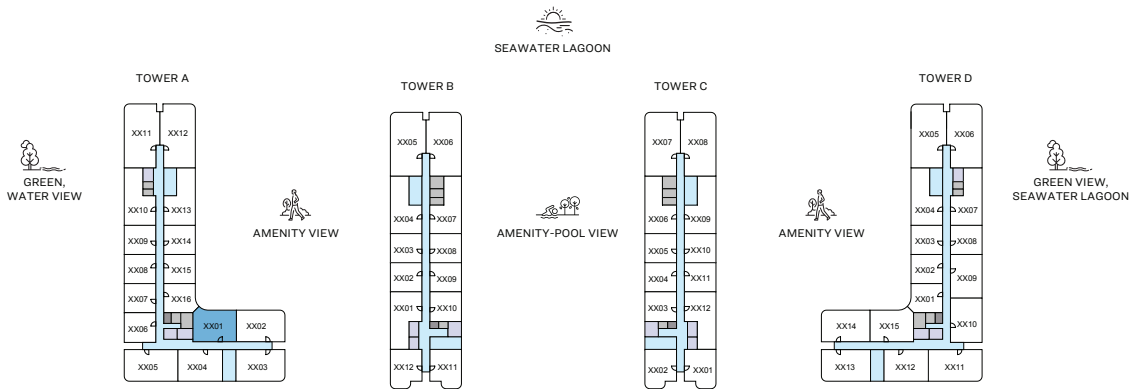 SEAWATER LAGOON
TOWER A
TOWER B
TOWER C
TOWER D
GREEN,
WATER VIEW
AMENITY VIEW
AMENITY-POOL VIEW
AMENITY VIEW
GREEN VIEW,
SEAWATER LAGOON
XX11 XX12
XX10 XX13
XX09 XX14
XX08 XX15
XX07 XX16
XX06 XX01 XX02
XX05 XX04 XX03
XX05 XX06
XX04 XX07
XX03 XX08
XX02 XX09
XX01 XX10
XX12 XX11
XX07 XX08
XX06 XX09
XX05 XX10
XX04 XX11
XX03 XX12
XX02 XX01
XX05 XX06
XX04 XX07
XX03 XX08
XX02 XX09
XX01
XX14 XX15 XX10
XX13 XX12 XX11